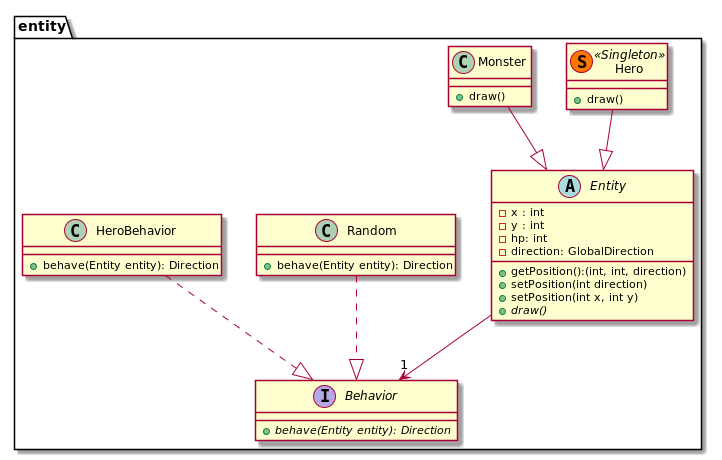 entity
C Monster
draw()
S «Singleton»
Hero
draw()
A Entity
x : int
y : int
hp: int
direction: GlobalDirection
getPosition():(int, int, direction)
setPosition(int direction)
setPosition(int x, int y)
draw()
C HeroBehavior
behave(Entity entity): Direction
C Random
behave(Entity entity): Direction
1
I Behavior
behave(Entity entity): Direction